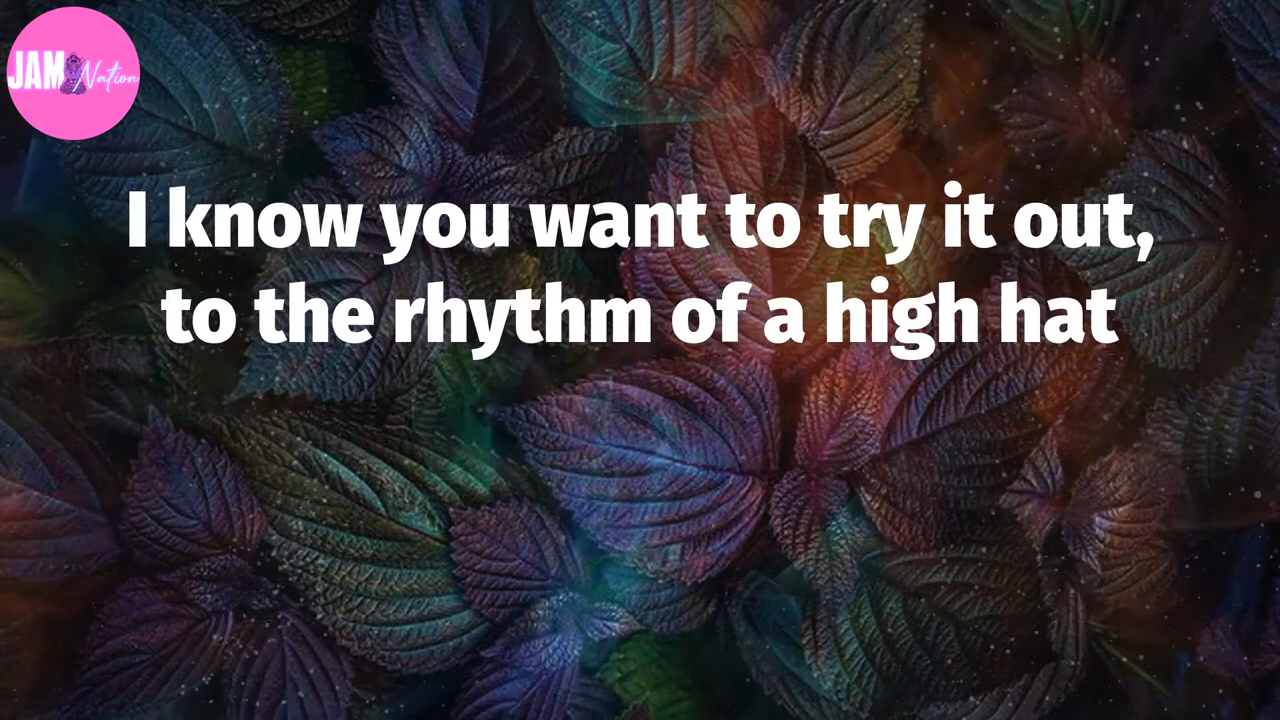 JAM Nation
I know you want to try it out,
to the rhythm of a high hat